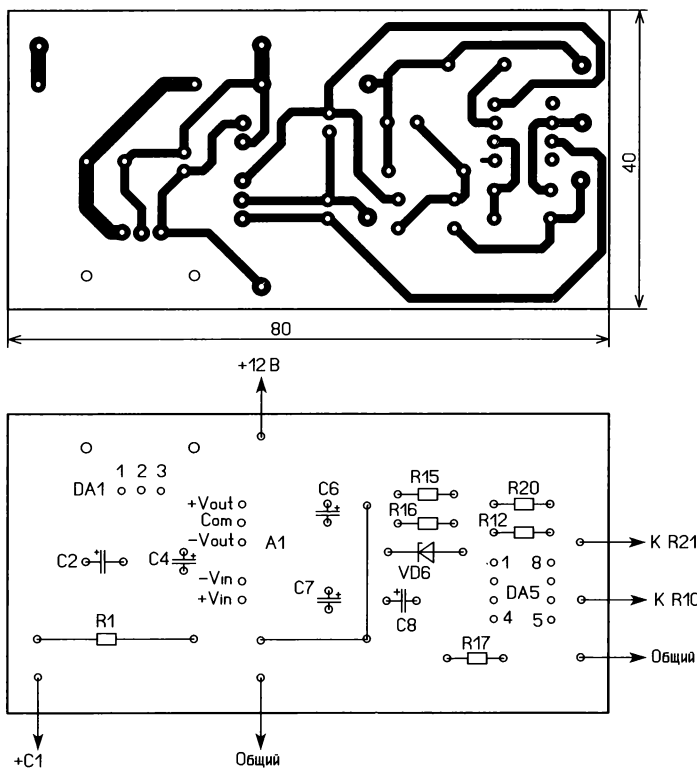 40
80
+12 В
1 2 3
DA1
+Vout
Com
-Vout
A1
-Vin
+Vin
C2
C4
C6
C7
R1
R15
R16
VD6
C8
R17
R20
R12
1 8
DA5
4 5
К R21
К R10
Общий
+C1
Общий